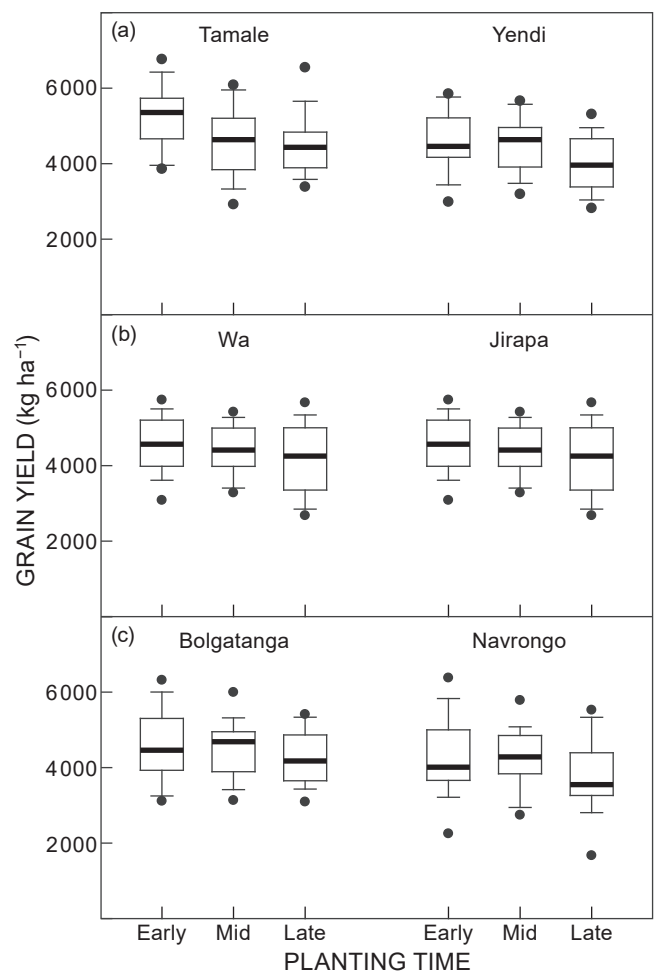 (a) Tamale Yendi
6000
4000
2000
(b) Wa Jirapa
6000
4000
2000
(c) Bolgatanga Navrongo
6000
4000
2000
GRAIN YIELD (kg ha⁻¹)
Early Mid Late Early Mid Late
PLANTING TIME